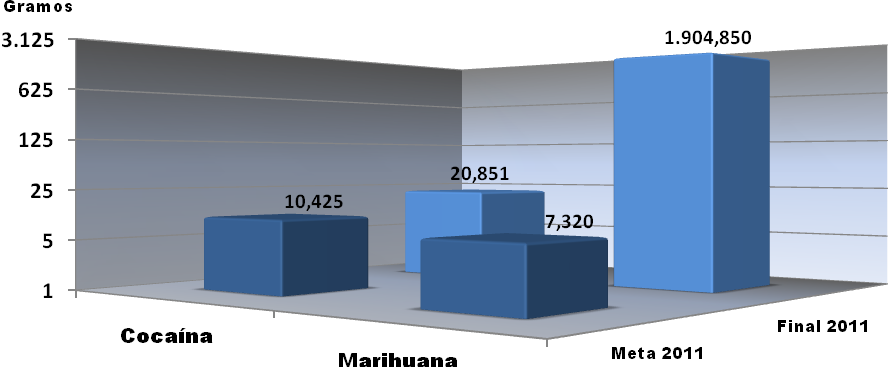 Gramos
3.125
625
125
25
5
1
1.904,850
20,851
10,425
7,320
Cocaína
Marihuana
Meta 2011
Final 2011